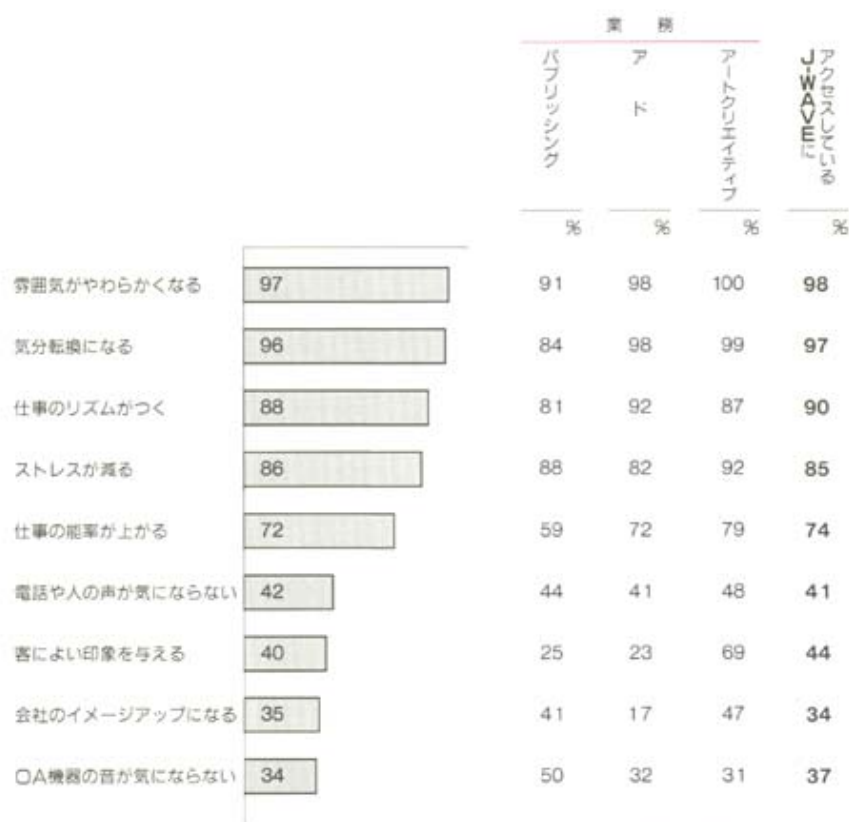 業 務
パブリッシング
アド
アートクリエイティブ
アクセスしている
J-WAVEに
% % % %
雰囲気がやわらかくなる 97 91 98 100 98
気分転換になる 96 84 98 99 97
仕事のリズムがつく 88 81 92 87 90
ストレスが減る 86 88 82 92 85
仕事の能率が上がる 72 59 72 79 74
電話や人の声が気にならない 42 44 41 48 41
客によい印象を与える 40 25 23 69 44
会社のイメージアップになる 35 41 17 47 34
OA機器の音が気にならない 34 50 32 31 37